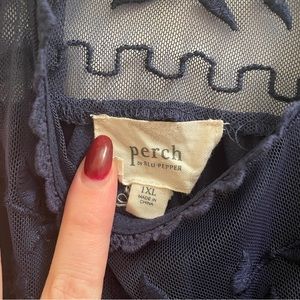 perch
by BLU PEPPER
1XL
MADE IN
CHINA